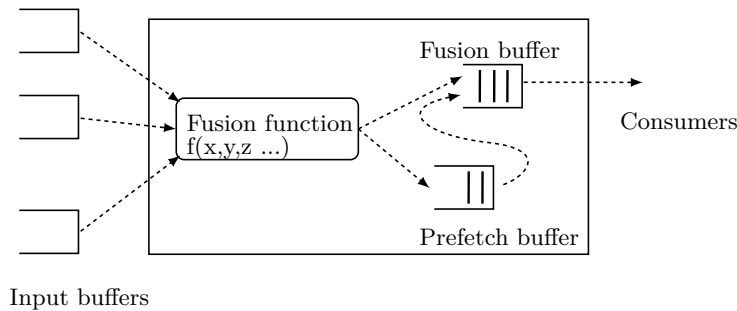 Fusion buffer
Fusion function
f(x,y,z ...)
Consumers
Prefetch buffer
Input buffers